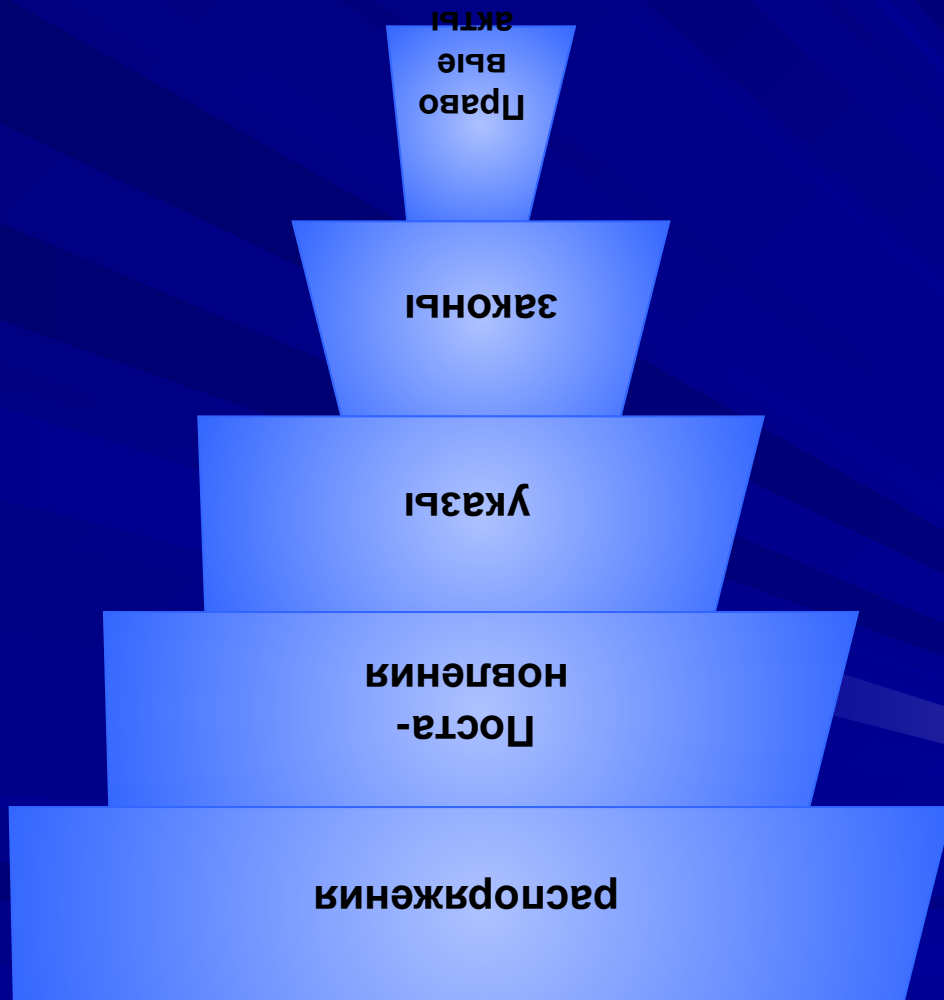 Право
вые
акты
законы
указы
Поста-
новления
распоряжения